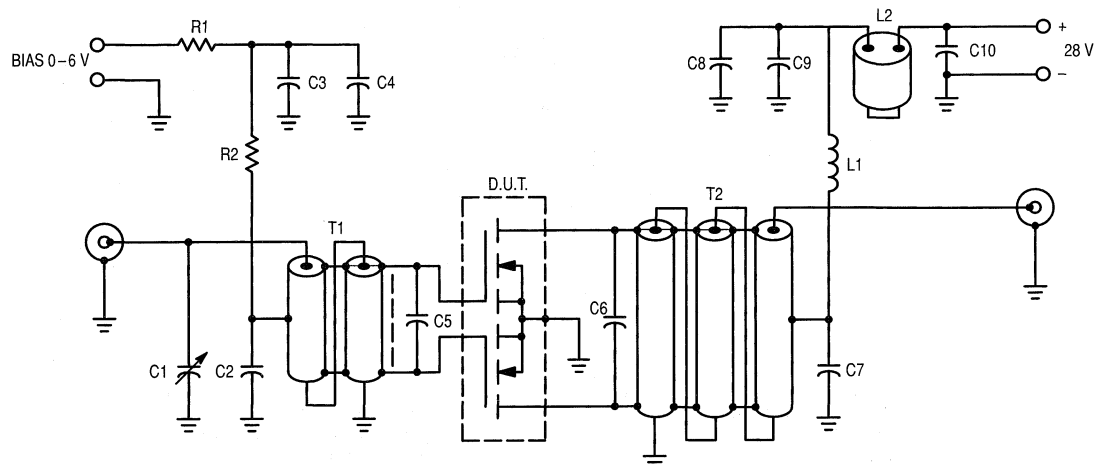 R1
BIAS 0–6 V
C3
C4
R2
L2
+
C8
C9
C10
28 V
–
L1
D.U.T.
T1
T2
C1
C2
C5
C6
C7